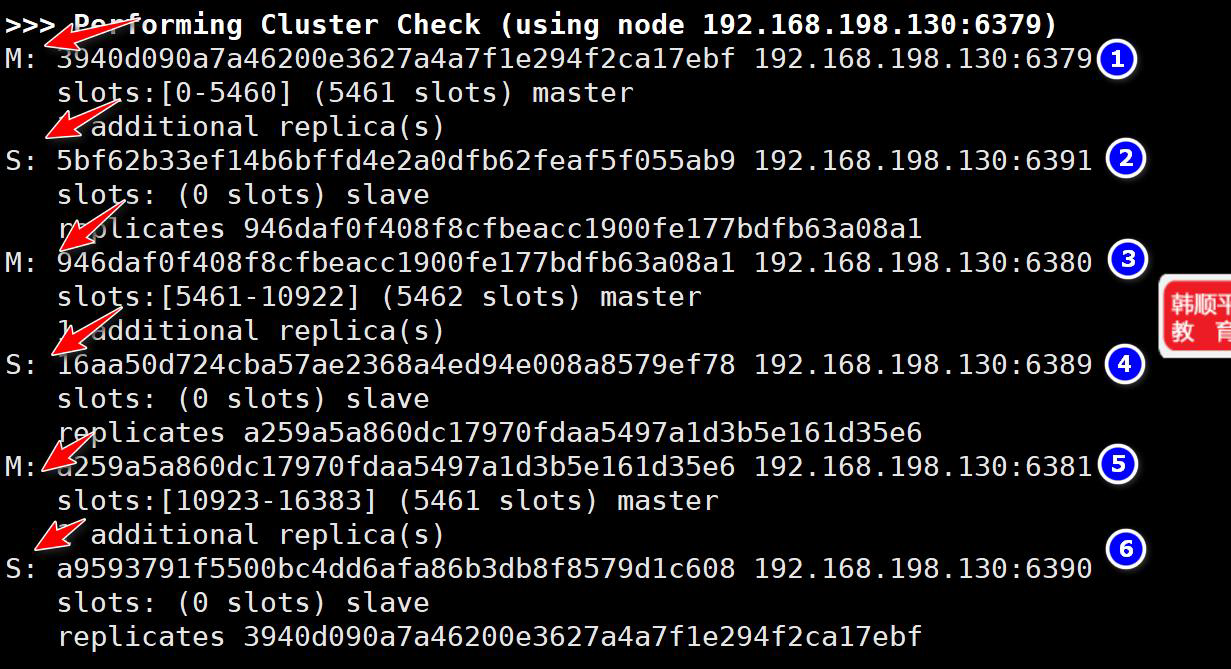 >>> Performing Cluster Check (using node 192.168.198.130:6379)
M: 3940d090a7a46200e3627a4a7f1e294f2ca17ebf 192.168.198.130:6379 1
slots:[0-5460] (5461 slots) master
additional replica(s)
S: 5bf62b33ef14b6bffd4e2a0dfb62feaf5f055ab9 192.168.198.130:6391 2
slots: (0 slots) slave
replicates 946daf0f408f8cfbeacc1900fe177bdfb63a08a1
M: 946daf0f408f8cfbeacc1900fe177bdfb63a08a1 192.168.198.130:6380 3
slots:[5461-10922] (5462 slots) master
1 additional replica(s)
韩顺平
教 育
S: 16aa50d724cba57ae2368a4ed94e008a8579ef78 192.168.198.130:6389 4
slots: (0 slots) slave
replicates a259a5a860dc17970fdaa5497a1d3b5e161d35e6
M: a259a5a860dc17970fdaa5497a1d3b5e161d35e6 192.168.198.130:6381 5
slots:[10923-16383] (5461 slots) master
additional replica(s)
6
S: a9593791f5500bc4dd6afa86b3db8f8579d1c608 192.168.198.130:6390
slots: (0 slots) slave
replicates 3940d090a7a46200e3627a4a7f1e294f2ca17ebf